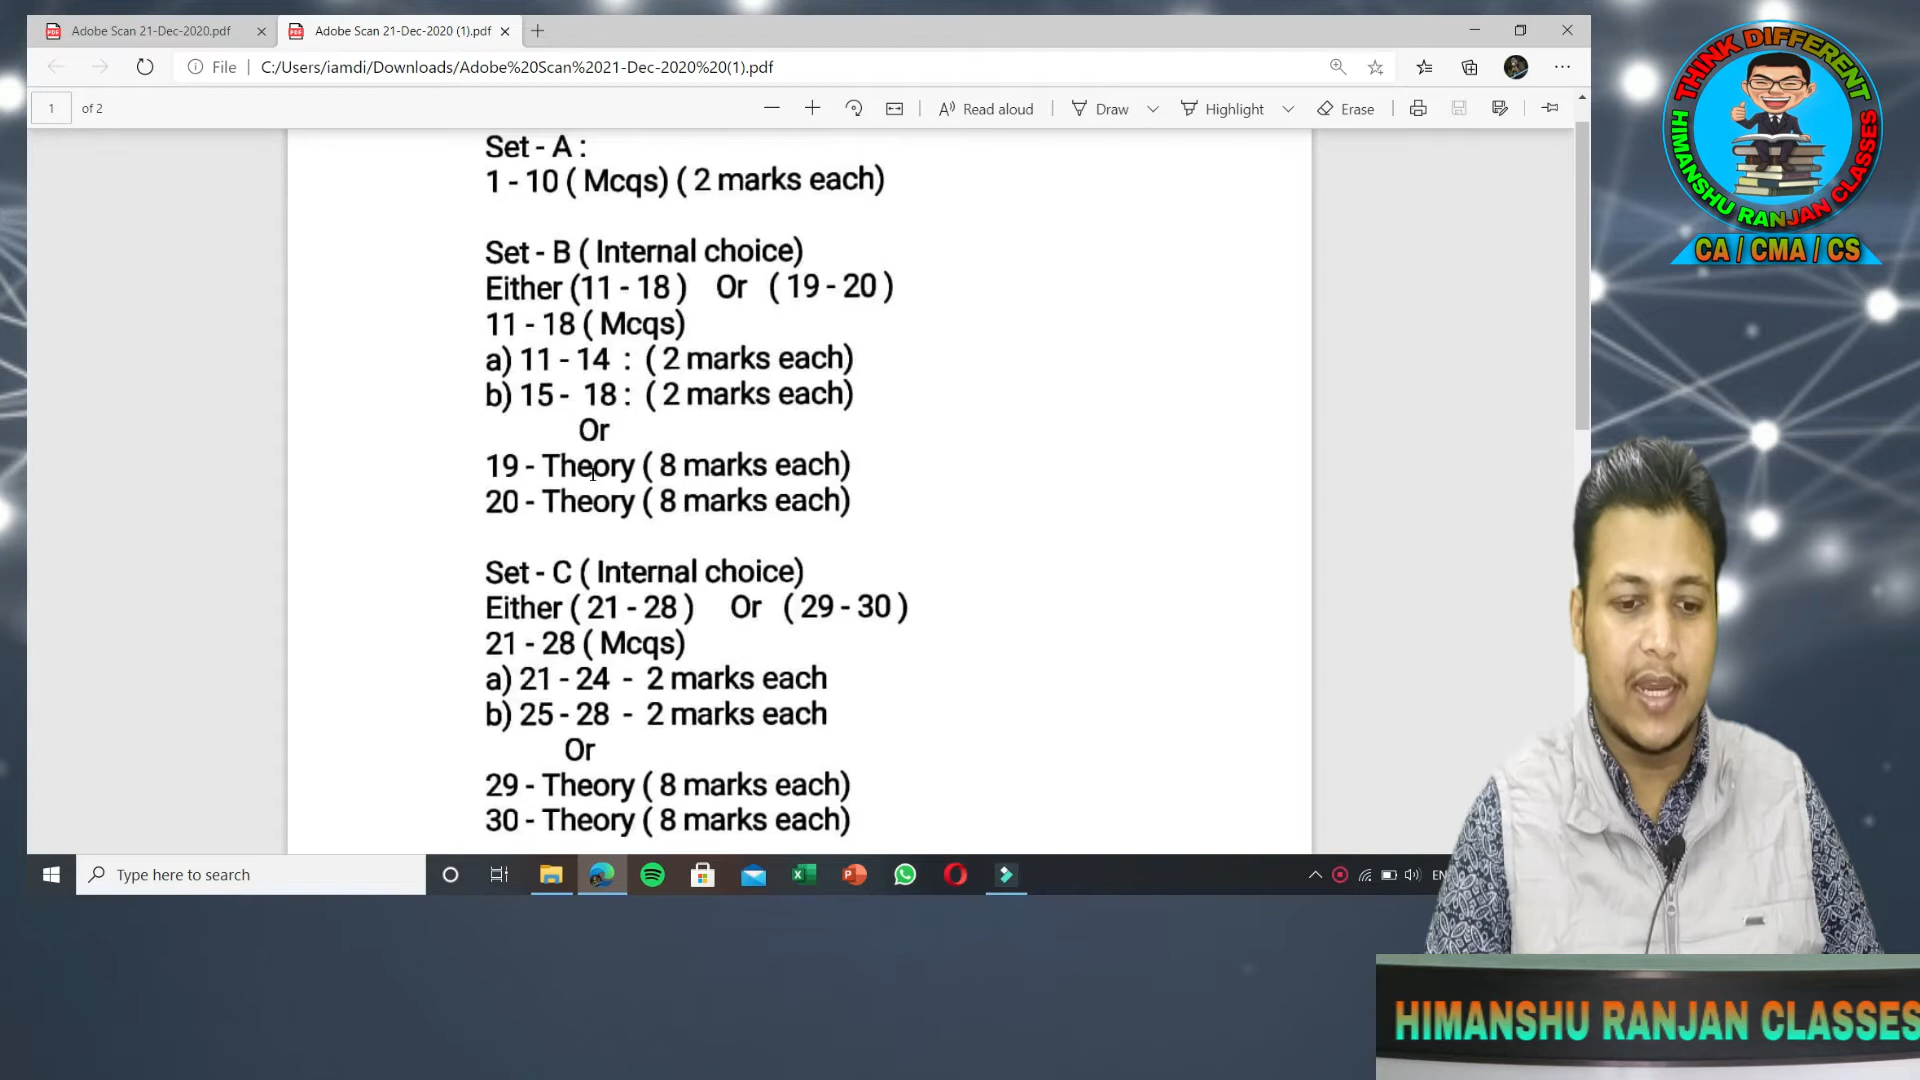 Adobe Scan 21-Dec-2020.pdf
Adobe Scan 21-Dec-2020 (1).pdf
File
C:/Users/iamdi/Downloads/Adobe%20Scan%2021-Dec-2020%20(1).pdf
1 of 2
Read aloud
Draw
Highlight
Erase
Set - A :
1 - 10 ( Mcqs) ( 2 marks each)
Set - B ( Internal choice)
Either (11 - 18 ) Or ( 19 - 20 )
11 - 18 ( Mcqs)
a) 11 - 14 : ( 2 marks each)
b) 15 - 18 : ( 2 marks each)
Or
19 - Theory ( 8 marks each)
20 - Theory ( 8 marks each)
Set - C ( Internal choice)
Either ( 21 - 28 ) Or ( 29 - 30 )
21 - 28 ( Mcqs)
a) 21 - 24 - 2 marks each
b) 25 - 28 - 2 marks each
Or
29 - Theory ( 8 marks each)
30 - Theory ( 8 marks each)
Type here to search
EN
THINK DIFFERENT
HIMANSHU RANJAN CLASSES
CA / CMA / CS
HIMANSHU RANJAN CLASSES